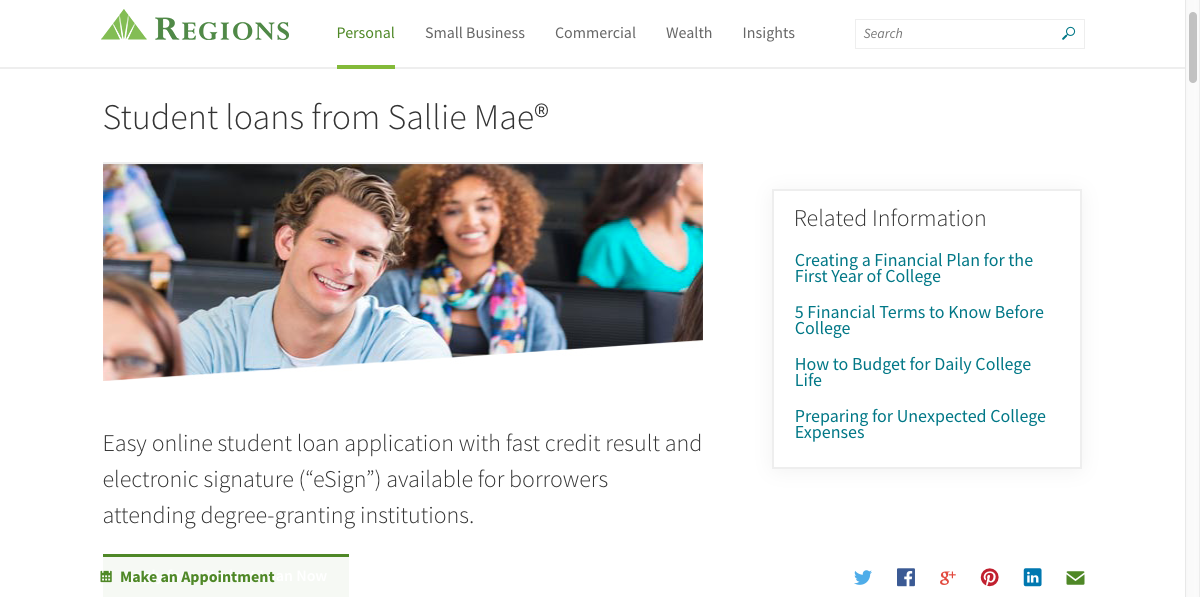 REGIONS
Personal
Small Business
Commercial
Wealth
Insights
Search
Student loans from Sallie Mae®
Related Information
Creating a Financial Plan for the
First Year of College
5 Financial Terms to Know Before
College
How to Budget for Daily College
Life
Preparing for Unexpected College
Expenses
Easy online student loan application with fast credit result and
electronic signature (“eSign”) available for borrowers
attending degree-granting institutions.
Make an Appointment Now